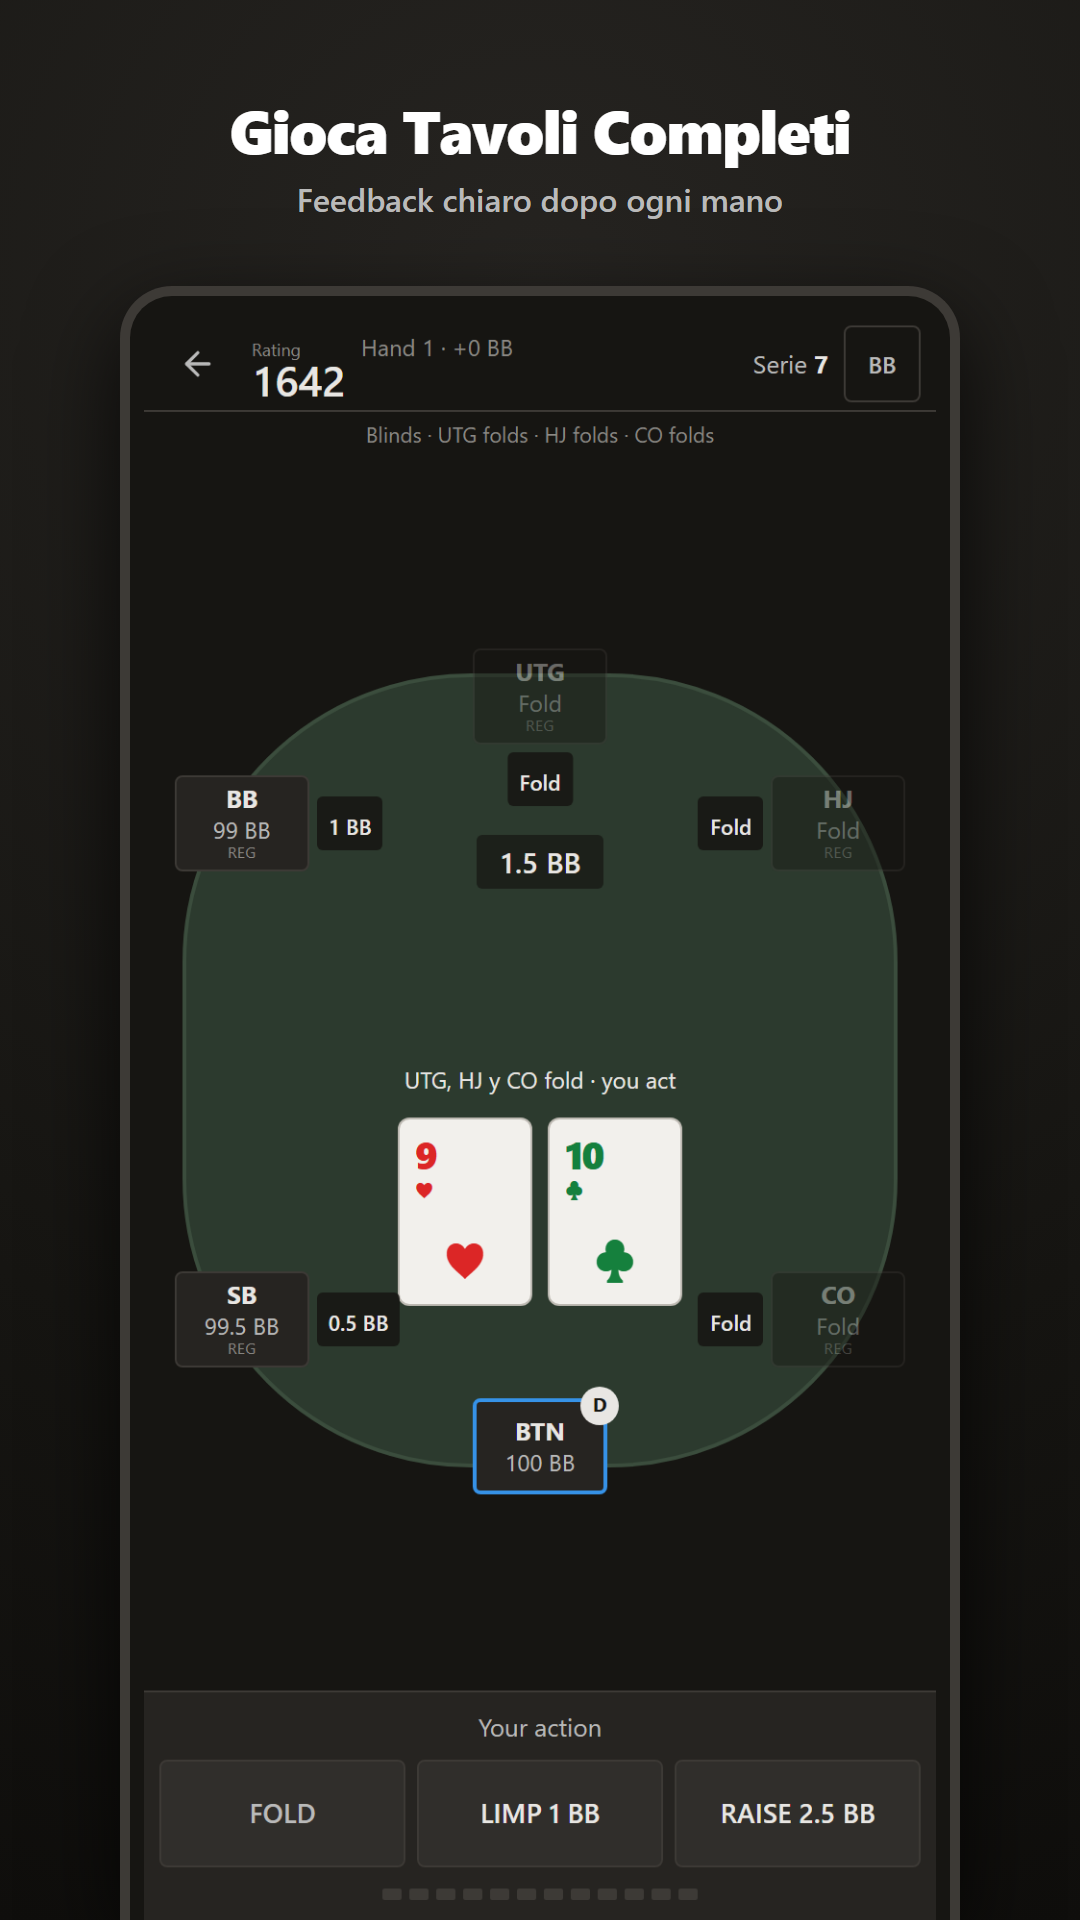 Gioca Tavoli Completi
Feedback chiaro dopo ogni mano
Rating
1642
Hand 1 · +0 BB
Serie 7
BB
Blinds · UTG folds · HJ folds · CO folds
UTG
Fold
REG
Fold
BB
99 BB
REG
1 BB
Fold
HJ
Fold
REG
1.5 BB
UTG, HJ y CO fold · you act
9
10
SB
99.5 BB
REG
0.5 BB
Fold
CO
Fold
REG
D
BTN
100 BB
Your action
FOLD
LIMP 1 BB
RAISE 2.5 BB